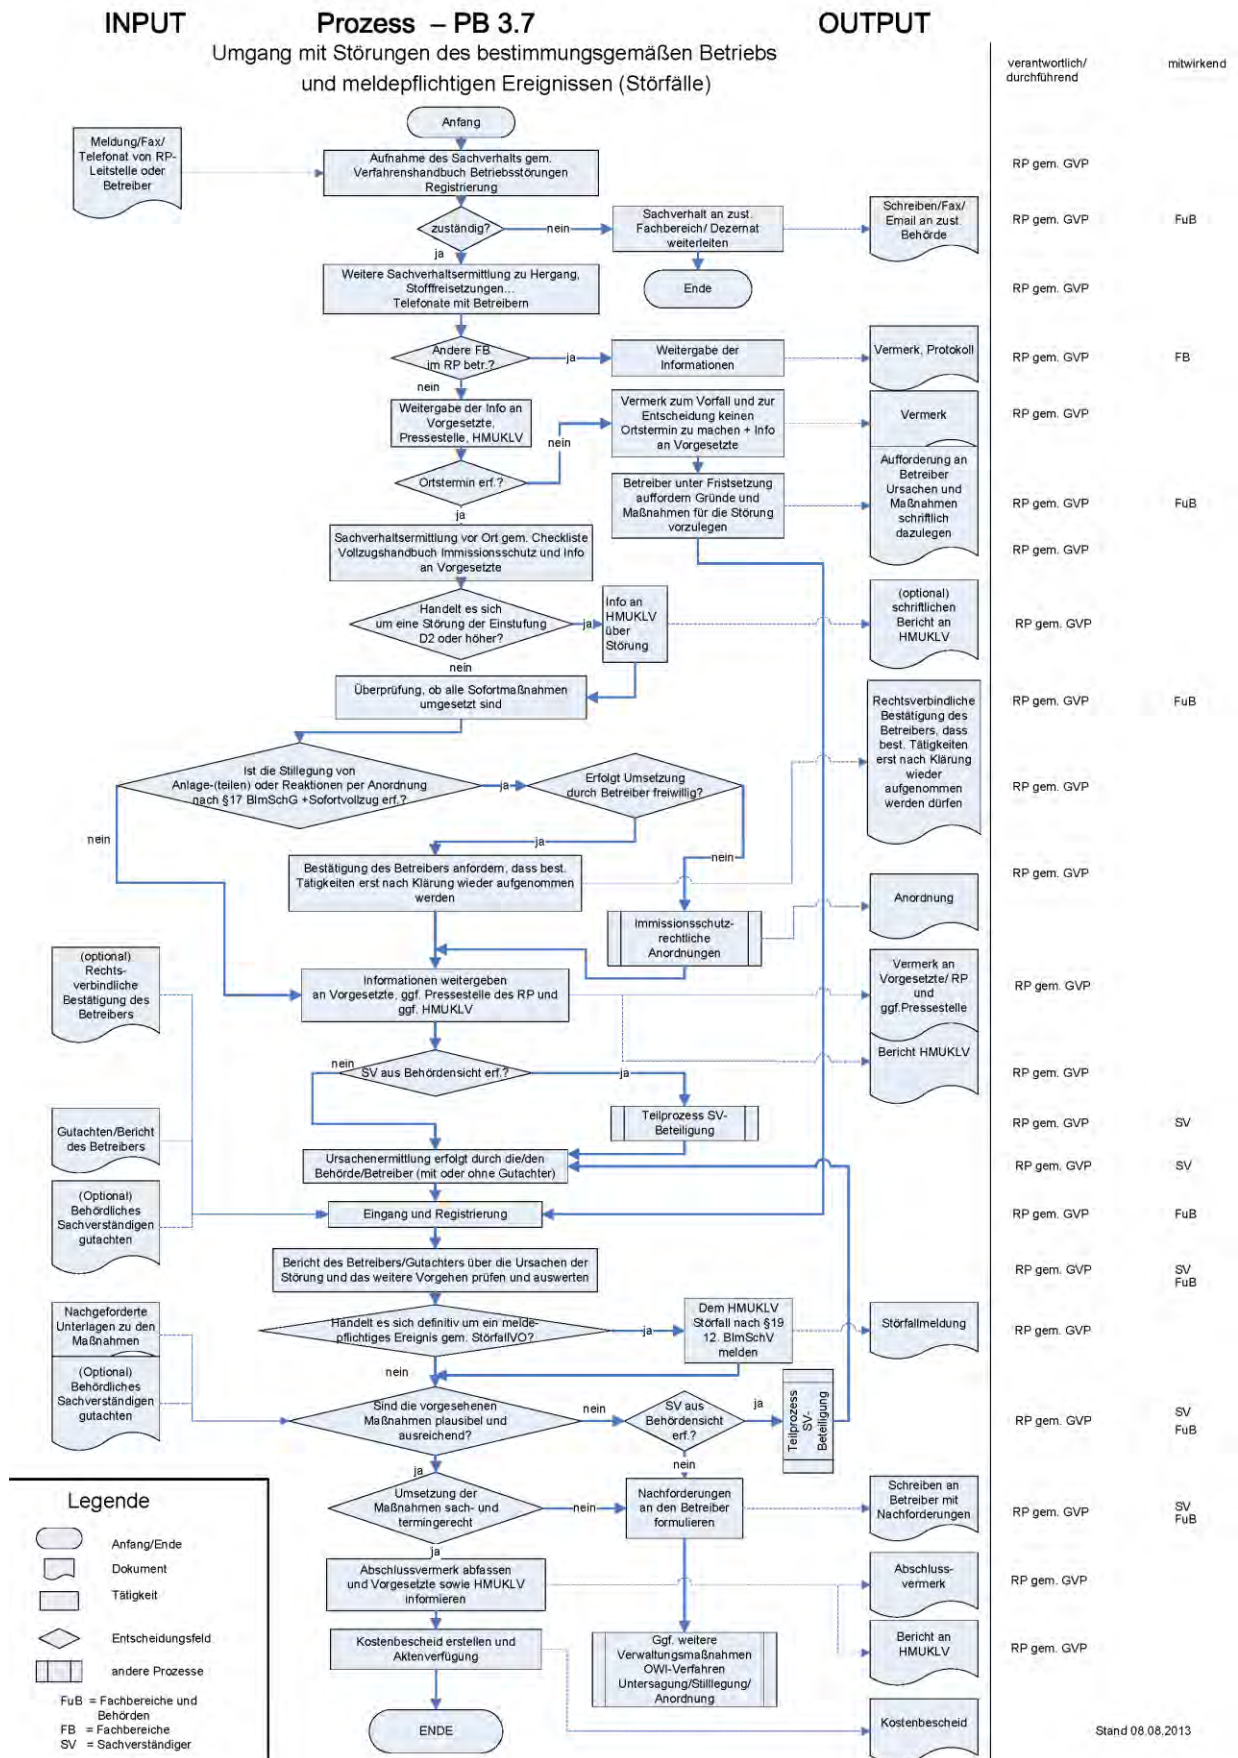 INPUT
Prozess – PB 3.7
OUTPUT
Umgang mit Störungen des bestimmungsgemäßen Betriebs
und meldepflichtigen Ereignissen (Störfälle)
verantwortlich/
durchführend
mitwirkend
Anfang
Meldung/Fax/
Telefonat von RP-
Leitstelle oder
Betreiber
Aufnahme des Sachverhalts gem.
Verfahrenshandbuch Betriebsstörungen
Registrierung
RP gem. GVP
zuständig?
nein
Sachverhalt an zust.
Fachbereich/ Dezernat
weiterleiten
Schreiben/Fax/
Email an zust.
Behörde
RP gem. GVP
FuB
ja
Weitere Sachverhaltsermittlung zu Hergang,
Stofffreisetzungen...
Telefonate mit Betreibern
Ende
RP gem. GVP
Andere FB
im RP betr.?
ja
Weitergabe der
Informationen
Vermerk, Protokoll
RP gem. GVP
FB
nein
Weitergabe der Info an
Vorgesetzte,
Pressestelle, HMUKLV
nein
Vermerk zum Vorfall und zur
Entscheidung keinen
Ortstermin zu machen + Info
an Vorgesetzte
Vermerk
RP gem. GVP
Ortstermin erf.?
Betreiber unter Fristsetzung
auffordern Gründe und
Maßnahmen für die Störung
vorzulegen
Aufforderung an
Betreiber
Ursachen und
Maßnahmen
schriftlich
dazulegen
RP gem. GVP
FuB
ja
Sachverhaltsermittlung vor Ort gem. Checkliste
Vollzugshandbuch Immissionsschutz und Info
an Vorgesetzte
RP gem. GVP
Handelt es sich
um eine Störung der Einstufung
D2 oder höher?
ja
Info an
HMUKLV
über
Störung
(optional)
schriftlichen
Bericht an
HMUKLV
RP gem. GVP
nein
Überprüfung, ob alle Sofortmaßnahmen
umgesetzt sind
Rechtsverbindliche
Bestätigung des
Betreibers, dass
best. Tätigkeiten
erst nach Klärung
wieder
aufgenommen
werden dürfen
RP gem. GVP
FuB
Ist die Stillegung von
Anlage-(teilen) oder Reaktionen per Anordnung
nach §17 BImSchG +Sofortvollzug erf.?
ja
Erfolgt Umsetzung
durch Betreiber freiwillig?
RP gem. GVP
nein
ja
nein
Bestätigung des Betreibers anfordern, dass best.
Tätigkeiten erst nach Klärung wieder aufgenommen
werden
RP gem. GVP
Immissionsschutz-
rechtliche
Anordnungen
Anordnung
(optional)
Rechts-
verbindliche
Bestätigung des
Betreibers
Informationen weitergeben
an Vorgesetzte, ggf. Pressestelle des RP und
ggf. HMUKLV
Vermerk an
Vorgesetzte/ RP
und
ggf.Pressestelle
RP gem. GVP
Bericht HMUKLV
nein
SV aus Behördensicht erf.?
ja
RP gem. GVP
Gutachten/Bericht
des Betreibers
Teilprozess SV-
Beteiligung
RP gem. GVP
SV
Ursachenermittlung erfolgt durch die/den
Behörde/Betreiber (mit oder ohne Gutachter)
RP gem. GVP
SV
(Optional)
Behördliches
Sachverständigen
gutachten
Eingang und Registrierung
RP gem. GVP
FuB
Bericht des Betreibers/Gutachters über die Ursachen der
Störung und das weitere Vorgehen prüfen und auswerten
RP gem. GVP
SV
FuB
Nachgeforderte
Unterlagen zu den
Maßnahmen
Handelt es sich definitiv um ein melde-
pflichtiges Ereignis gem. StörfallVO?
ja
Dem HMUKLV
Störfall nach §19
12. BImSchV
melden
Störfallmeldung
RP gem. GVP
nein
(Optional)
Behördliches
Sachverständigen
gutachten
Sind die vorgesehenen
Maßnahmen plausibel und
ausreichend?
nein
SV aus
Behördensicht
erf.?
ja
Teilprozess
SV-
Beteiligung
RP gem. GVP
SV
FuB
ja
nein
Umsetzung der
Maßnahmen sach- und
termingerecht
nein
Nachforderungen
an den Betreiber
formulieren
Schreiben an
Betreiber mit
Nachforderungen
RP gem. GVP
SV
FuB
ja
Abschlussvermerk abfassen
und Vorgesetzte sowie HMUKLV
informieren
Abschluss-
vermerk
RP gem. GVP
Kostenbescheid erstellen und
Aktenverfügung
Ggf. weitere
Verwaltungsmaßnahmen
OWI-Verfahren
Untersagung/Stilllegung/
Anordnung
Bericht an
HMUKLV
RP gem. GVP
ENDE
Kostenbescheid
Stand 08.08.2013
Legende
Anfang/Ende
Dokument
Tätigkeit
Entscheidungsfeld
andere Prozesse
FuB = Fachbereiche und
Behörden
FB = Fachbereiche
SV = Sachverständiger